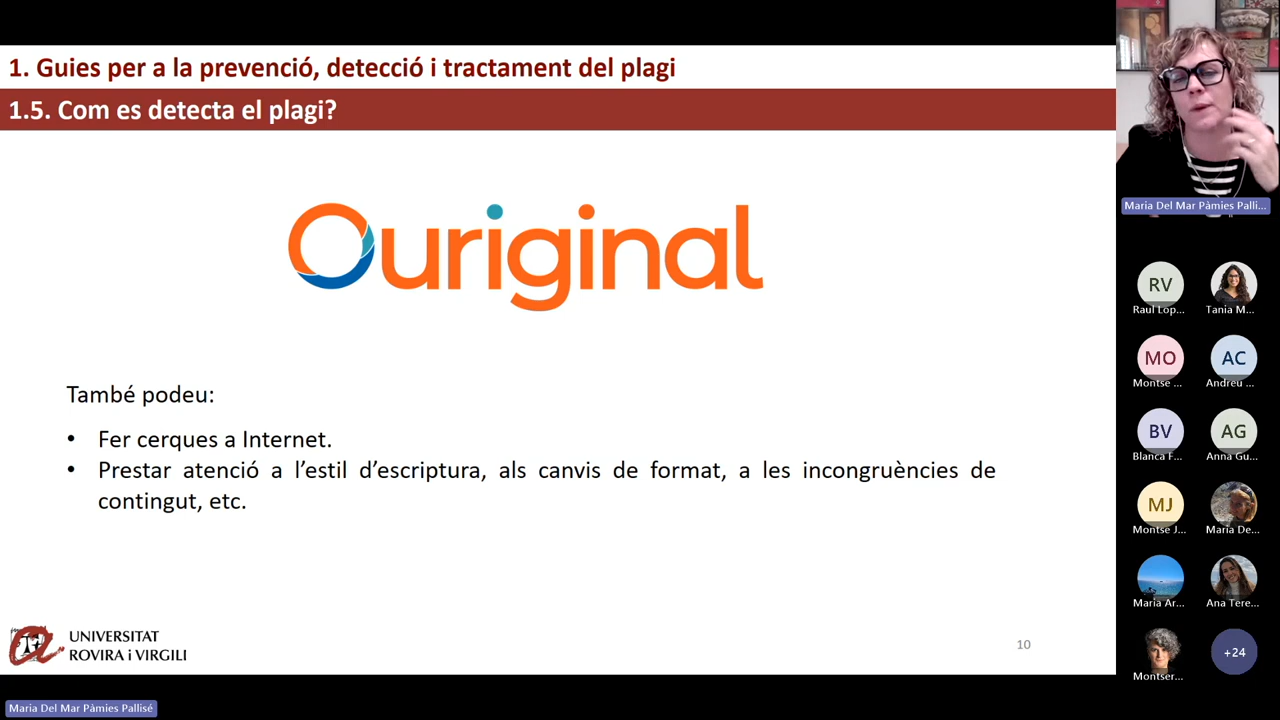 1. Guies per a la prevenció, detecció i tractament del plagi
1.5. Com es detecta el plagi?
Ouriginal
També podeu:
• Fer cerques a Internet.
• Prestar atenció a l’estil d’escriptura, als canvis de format, a les incongruències de
contingut, etc.
UNIVERSITAT
ROVIRA i VIRGILI
10
Maria Del Mar Pàmies Pallisé
Maria Del Mar Pàmies Palli...
RV
Raul Lop...
Tania M...
MO
Montse ...
AC
Andreu ...
BV
Blanca F...
AG
Anna Gu...
MJ
Montse J...
Maria De...
Maria Ar...
Ana Tere...
Montser...
+24